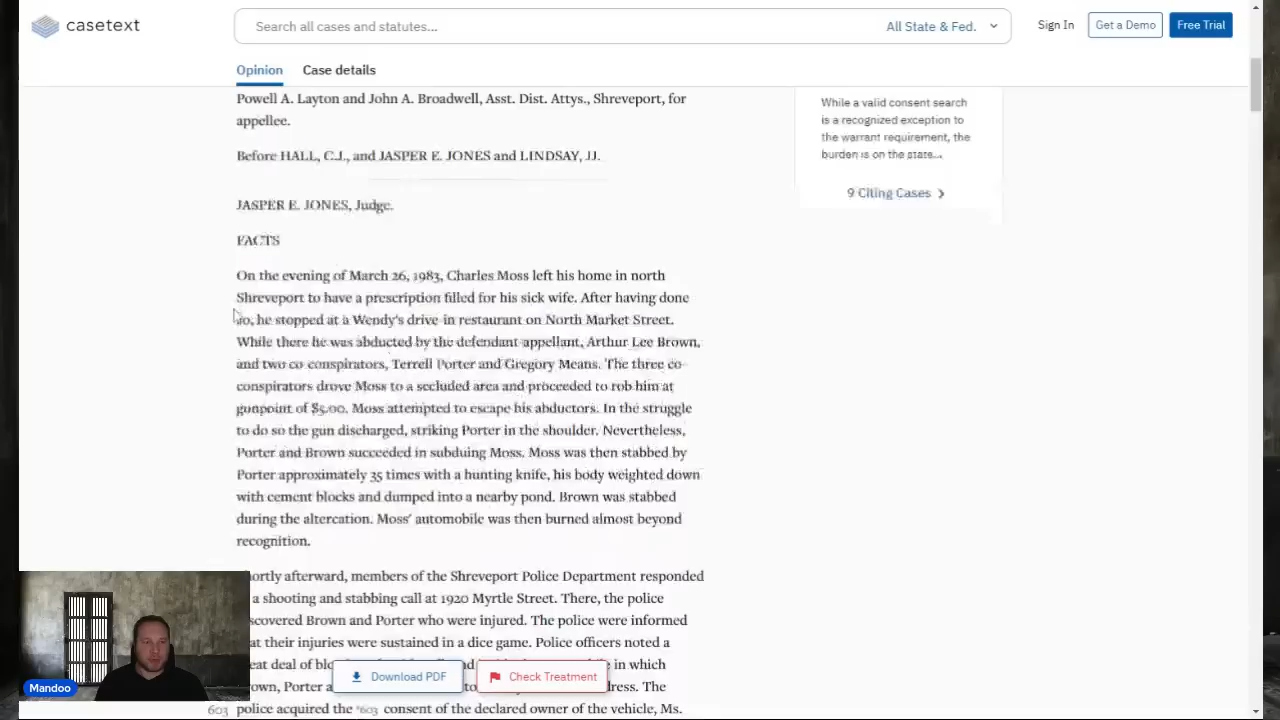 casetext
Search all cases and statutes...
All State & Fed.
Sign In
Get a Demo
Free Trial
Opinion
Case details
Powell A. Layton and John A. Broadwell, Asst. Dist. Attys., Shreveport, for
appellee.
Before HALL, C.J., and JASPER E. JONES and LINDSAY, JJ.
JASPER E. JONES, Judge.
FACTS
On the evening of March 26, 1983, Charles Moss left his home in north
Shreveport to have a prescription filled for his sick wife. After having done
so, he stopped at a Wendy's drive-in restaurant on North Market Street.
While there he was abducted by the defendant-appellant, Arthur Lee Brown,
and two co-conspirators, Terrell Porter and Gregory Means. The three co-
conspirators drove Moss to a secluded area and proceeded to rob him at
gunpoint of $5.00. Moss attempted to escape his abductors. In the struggle
to do so the gun discharged, striking Porter in the shoulder. Nevertheless,
Porter and Brown succeeded in subduing Moss. Moss was then stabbed by
Porter approximately 35 times with a hunting knife, his body weighted down
with cement blocks and dumped into a nearby pond. Brown was stabbed
during the altercation. Moss' automobile was then burned almost beyond
recognition.
ortly afterward, members of the Shreveport Police Department responded
a shooting and stabbing call at 1920 Myrtle Street. There, the police
scovered Brown and Porter who were injured. The police were informed
at their injuries were sustained in a dice game. Police officers noted a
eat deal of
in which
own, Porter
The
603 police acquired the *603 consent of the declared owner of the vehicle, Ms.
While a valid consent search
is a recognized exception to
the warrant requirement, the
burden is on the state...
9 Citing Cases
Download PDF
Check Treatment
Mandoo